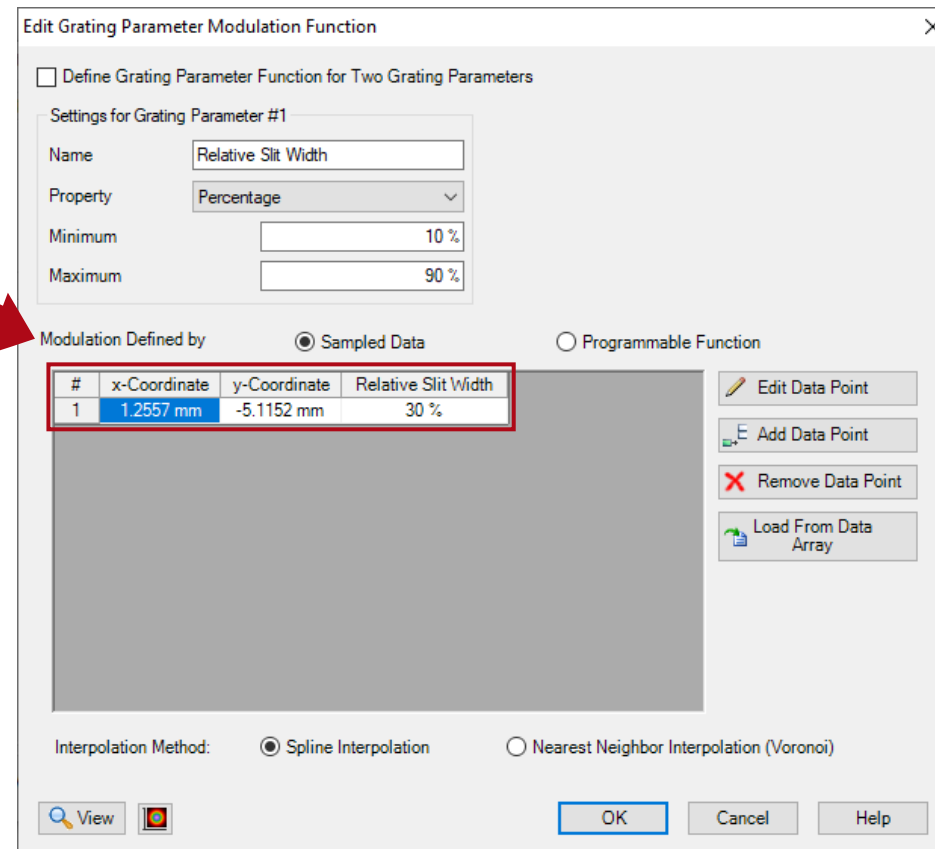 Edit Grating Parameter Modulation Function
Define Grating Parameter Function for Two Grating Parameters
Settings for Grating Parameter #1
Name Relative Slit Width
Property Percentage
Minimum 10 %
Maximum 90 %
Modulation Defined by Sampled Data Programmable Function
# x-Coordinate y-Coordinate Relative Slit Width
1 1.2557 mm -5.1152 mm 30 %
Edit Data Point
Add Data Point
Remove Data Point
Load From Data
Array
Interpolation Method: Spline Interpolation Nearest Neighbor Interpolation (Voronoi)
View OK Cancel Help